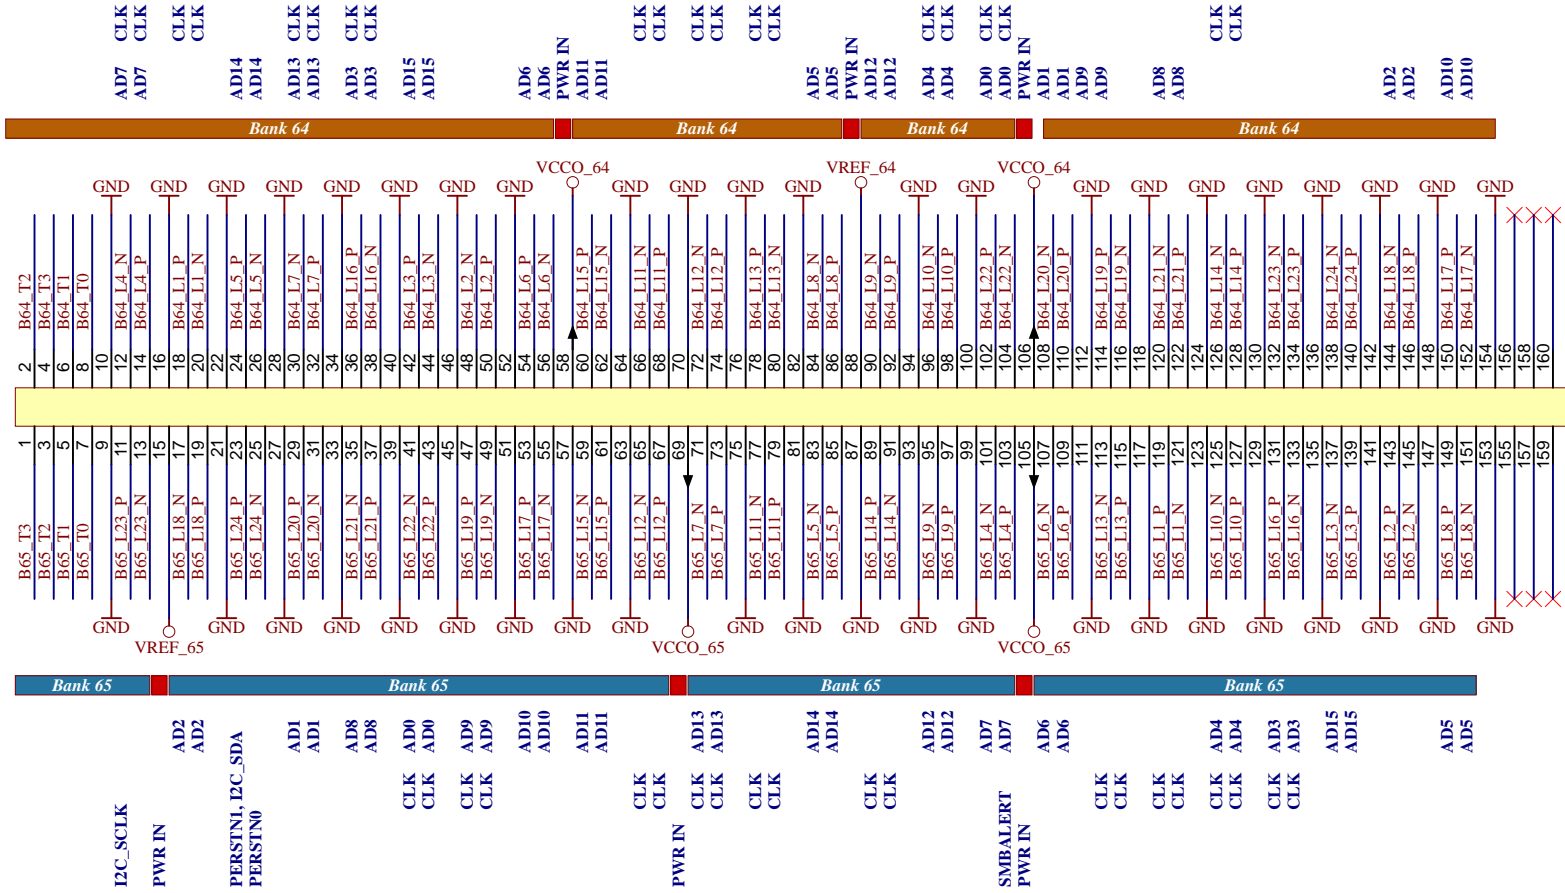 CLK CLK CLK CLK CLK CLK CLK CLK CLK CLK CLK CLK CLK CLK CLK CLK CLK CLK CLK CLK
AD7 AD7 AD14 AD14 AD13 AD13 AD3 AD3 AD15 AD15 AD6 AD6 PWR IN AD11 AD11 AD5 AD5 PWR IN AD12 AD12 AD4 AD4 AD0 AD0 PWR IN AD1 AD1 AD9 AD9 AD8 AD8 AD2 AD2 AD10 AD10
Bank 64 Bank 64 Bank 64 Bank 64
VCCO_64 VREF_64 VCCO_64
GND GND GND GND GND GND GND GND GND GND GND GND GND GND GND GND GND GND GND GND GND GND
B64_T2 B64_T3 B64_T1 B64_T0 B64_L4_N B64_L4_P B64_L1_P B64_L1_N B64_L5_P B64_L5_N B64_L7_N B64_L7_P B64_L16_P B64_L16_N B64_L3_P B64_L3_N B64_L2_N B64_L2_P B64_L6_P B64_L6_N B64_L15_P B64_L15_N B64_L11_N B64_L11_P B64_L12_N B64_L12_P B64_L13_P B64_L13_N B64_L8_N B64_L8_P B64_L9_N B64_L9_P B64_L10_N B64_L10_P B64_L22_P B64_L22_N B64_L20_N B64_L20_P B64_L19_P B64_L19_N B64_L21_N B64_L21_P B64_L14_N B64_L14_P B64_L23_N B64_L23_P B64_L24_N B64_L24_P B64_L18_N B64_L18_P B64_L17_P B64_L17_N
2 4 6 8 10 12 14 16 18 20 22 24 26 28 30 32 34 36 38 40 42 44 46 48 50 52 54 56 58 60 62 64 66 68 70 72 74 76 78 80 82 84 86 88 90 92 94 96 98 100 102 104 106 108 110 112 114 116 118 120 122 124 126 128 130 132 134 136 138 140 142 144 146 148 150 152 154 156 158 160
1 3 5 7 9 11 13 15 17 19 21 23 25 27 29 31 33 35 37 39 41 43 45 47 49 51 53 55 57 59 61 63 65 67 69 71 73 75 77 79 81 83 85 87 89 91 93 95 97 99 101 103 105 107 109 111 113 115 117 119 121 123 125 127 129 131 133 135 137 139 141 143 145 147 149 151 153 155 157 159
B65_T3 B65_T2 B65_T1 B65_T0 B65_L23_P B65_L23_N B65_L18_N B65_L18_P B65_L24_P B65_L24_N B65_L20_P B65_L20_N B65_L21_N B65_L21_P B65_L22_N B65_L22_P B65_L19_P B65_L19_N B65_L17_P B65_L17_N B65_L15_N B65_L15_P B65_L12_N B65_L12_P B65_L7_N B65_L7_P B65_L11_N B65_L11_P B65_L5_N B65_L5_P B65_L14_P B65_L14_N B65_L9_N B65_L9_P B65_L4_N B65_L4_P B65_L6_N B65_L6_P B65_L13_N B65_L13_P B65_L1_P B65_L1_N B65_L10_N B65_L10_P B65_L16_P B65_L16_N B65_L3_N B65_L3_P B65_L2_P B65_L2_N B65_L8_P B65_L8_N
GND GND GND GND GND GND GND GND GND GND GND GND GND GND GND GND GND GND GND GND GND GND
VREF_65 VCCO_65 VCCO_65
Bank 65 Bank 65 Bank 65 Bank 65
AD2 AD2 AD1 AD1 AD8 AD8 AD0 AD0 AD9 AD9 AD10 AD10 AD11 AD11 AD13 AD13 AD14 AD14 AD12 AD12 AD7 AD7 AD6 AD6 AD4 AD4 AD3 AD3 AD15 AD15 AD5 AD5
CLK CLK CLK CLK CLK CLK CLK CLK CLK CLK CLK CLK CLK CLK CLK CLK CLK CLK CLK CLK
I2C_SCLK PWR IN PERSTN1, I2C_SDA PERSTN0 PWR IN SMBALERT PWR IN